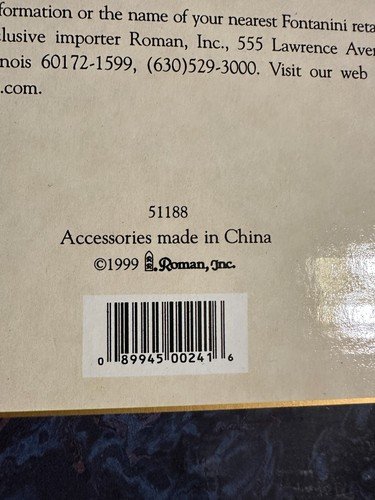 formation or the name of your nearest Fontanini reta
clusive importer Roman, Inc., 555 Lawrence Aven
nois 60172-1599, (630)529-3000. Visit our web
.com.
51188
Accessories made in China
©1999 Roman, Inc.
0 89945 00241 6